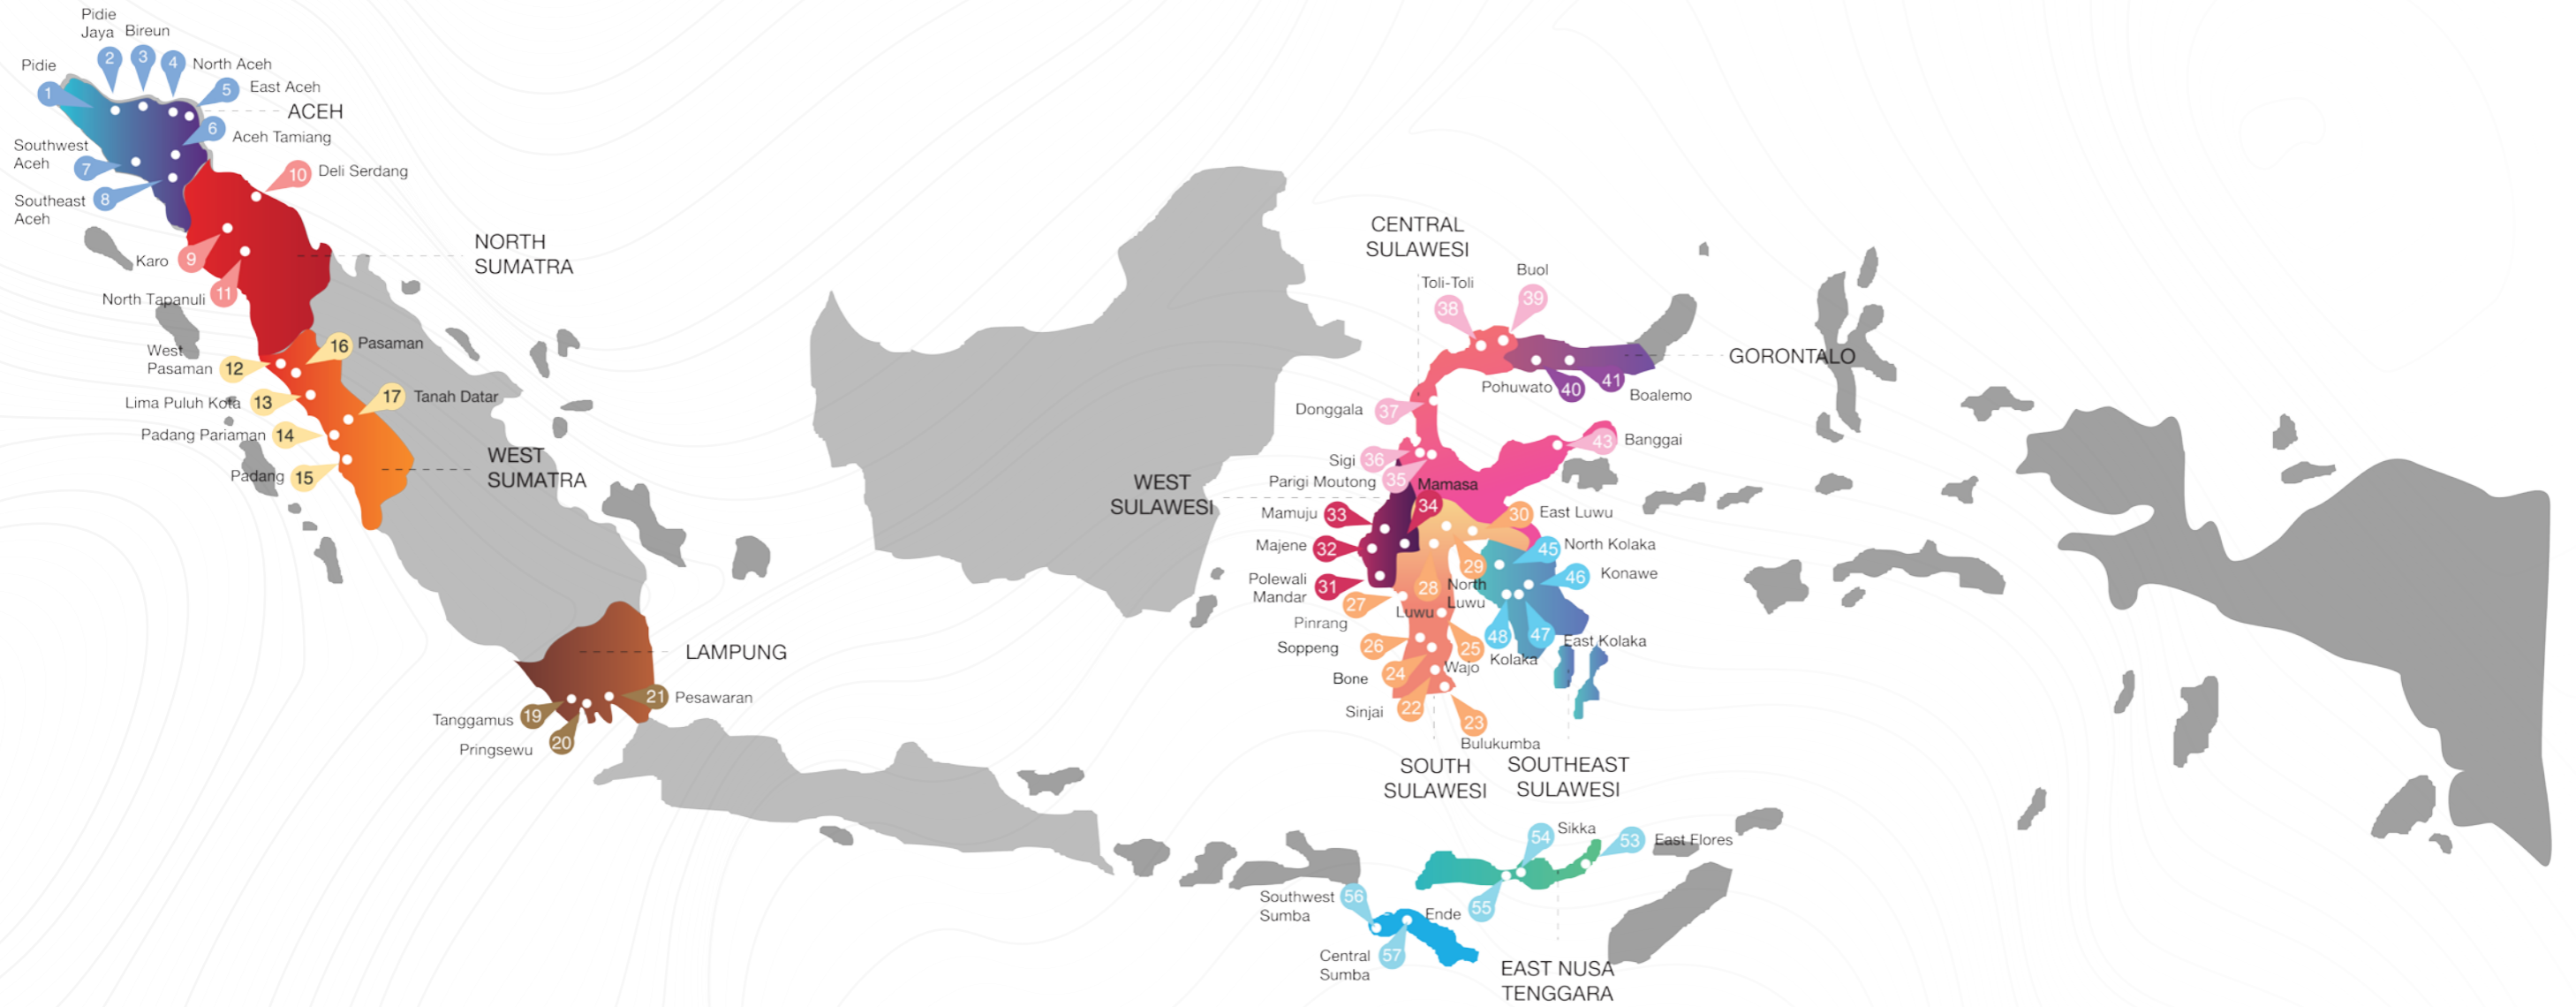 Pidie
Jaya
Bireun
Pidie
2
3
4
North Aceh
1
5
East Aceh
ACEH
6
Aceh Tamiang
Southwest
Aceh
7
Southeast
Aceh
8
10
Deli Serdang
NORTH
SUMATRA
Karo
9
North Tapanuli
11
West
Pasaman
12
16
Pasaman
Lima Puluh Kota
13
17
Tanah Datar
Padang Pariaman
14
Padang
15
WEST
SUMATRA
LAMPUNG
Tanggamus
19
21
Pesawaran
Pringsewu
20
CENTRAL
SULAWESI
Toli-Toli
Buol
38
39
GORONTALO
Pohuwato
40
41
Boalemo
Donggala
37
43
Banggai
Sigi
36
Parigi Moutong
35
Mamasa
WEST
SULAWESI
34
Mamuju
33
30
East Luwu
Majene
32
45
North Kolaka
Polewali
Mandar
31
29
46
Konawe
28
North
Luwu
27
Luwu
Pinrang
Soppeng
26
25
48
47
East Kolaka
Kolaka
Bone
24
Wajo
Sinjai
22
23
Bulukumba
SOUTH
SULAWESI
SOUTHEAST
SULAWESI
54
Sikka
53
East Flores
Southwest
Sumba
56
Ende
55
Central
Sumba
57
EAST NUSA
TENGGARA